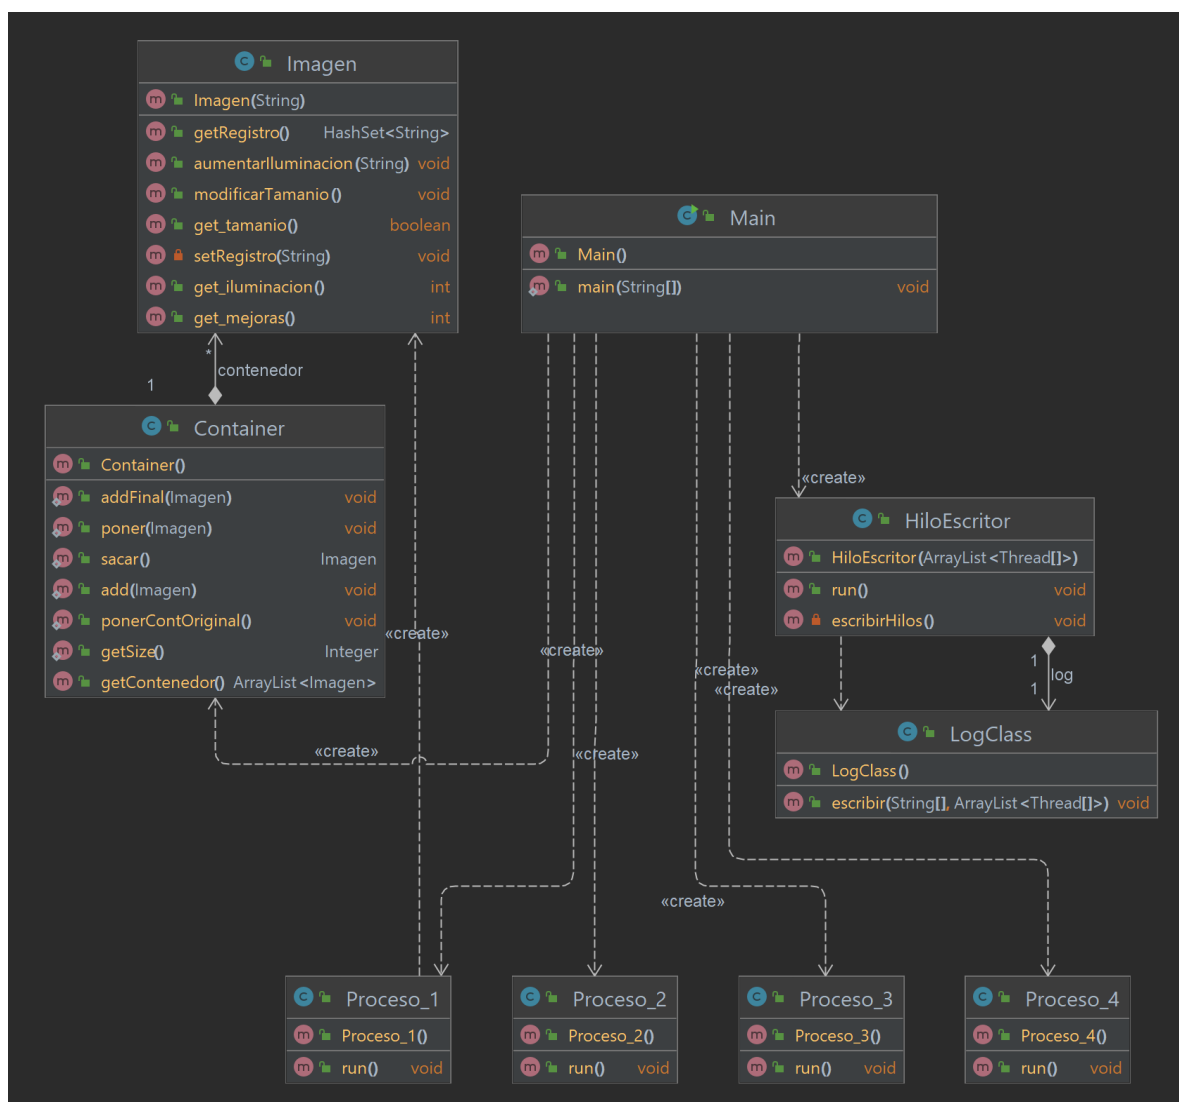 Imagen
Imagen(String)
getRegistro() HashSet<String>
aumentarIluminacion(String) void
modificarTamanio() void
get_tamanio() boolean
setRegistro(String) void
get_iluminacion() int
get_mejoras() int
Main
Main()
main(String[]) void
*
contenedor
1
Container
Container()
addFinal(Imagen) void
poner(Imagen) void
sacar() Imagen
add(Imagen) void
ponerContOriginal() void
getSize() Integer
getContenedor() ArrayList<Imagen>
«create»
HiloEscritor
HiloEscritor(ArrayList<Thread[]>)
run() void
escribirHilos() void
«create»
«create»
«create»
«create»
1
log
1
LogClass
LogClass()
escribir(String[], ArrayList<Thread[]>) void
«create»
«create»
«create»
Proceso_1
Proceso_1()
run() void
Proceso_2
Proceso_2()
run() void
Proceso_3
Proceso_3()
run() void
Proceso_4
Proceso_4()
run() void